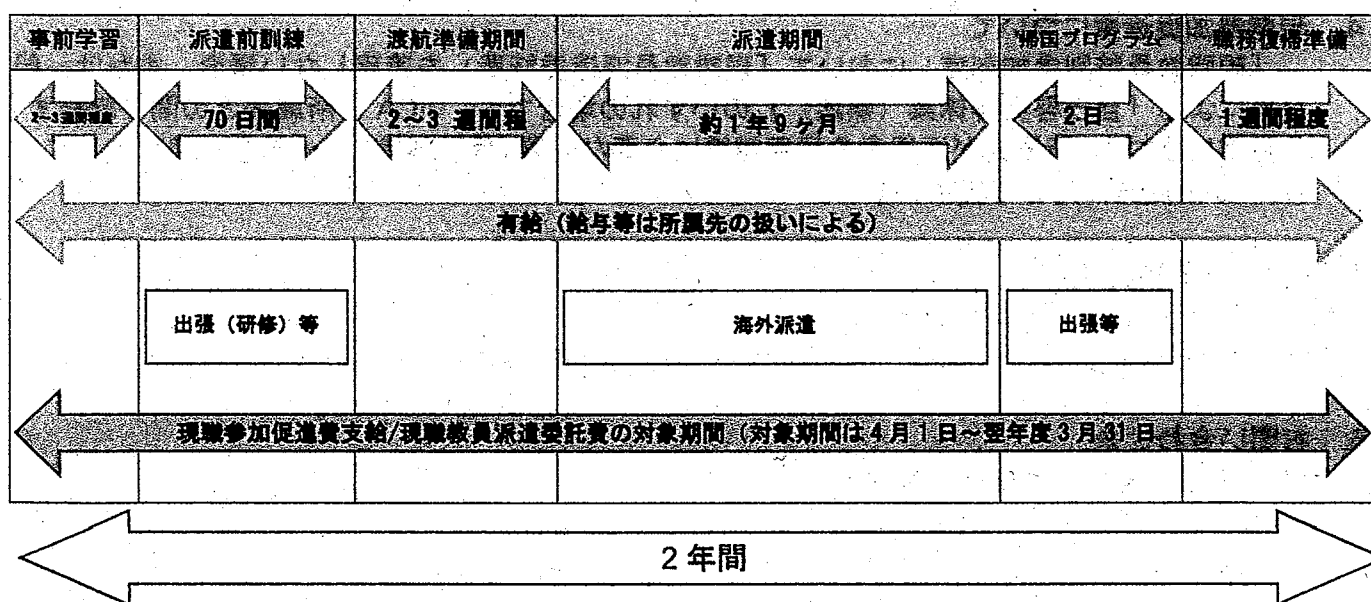 事前学習
派遣前訓練
渡航準備期間
派遣期間
帰国プログラム
職務復帰準備
2～3週間程度
70日間
2～3 週間程
約1年9ヶ月
2日
1週間程度
有給（給与等は所属先の扱いによる）
出張（研修）等
海外派遣
出張等
現職参加促進費支給/現職教員派遣委託費の対象期間（対象期間は4月1日～翌年度3月31日
2年間